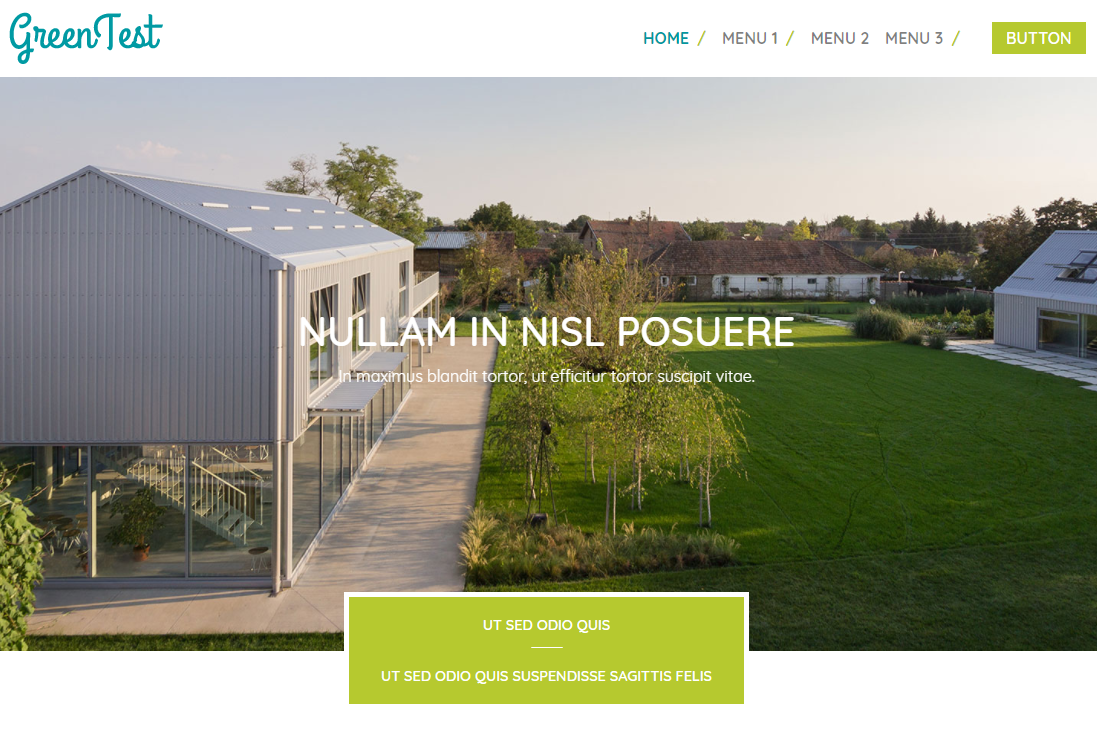 GreenTest
HOME / MENU 1 / MENU 2 MENU 3 / BUTTON
NULLAM IN NISL POSUERE
In maximus blandit tortor, ut efficitur tortor suscipit vitae.
UT SED ODIO QUIS
UT SED ODIO QUIS SUSPENDISSE SAGITTIS FELIS